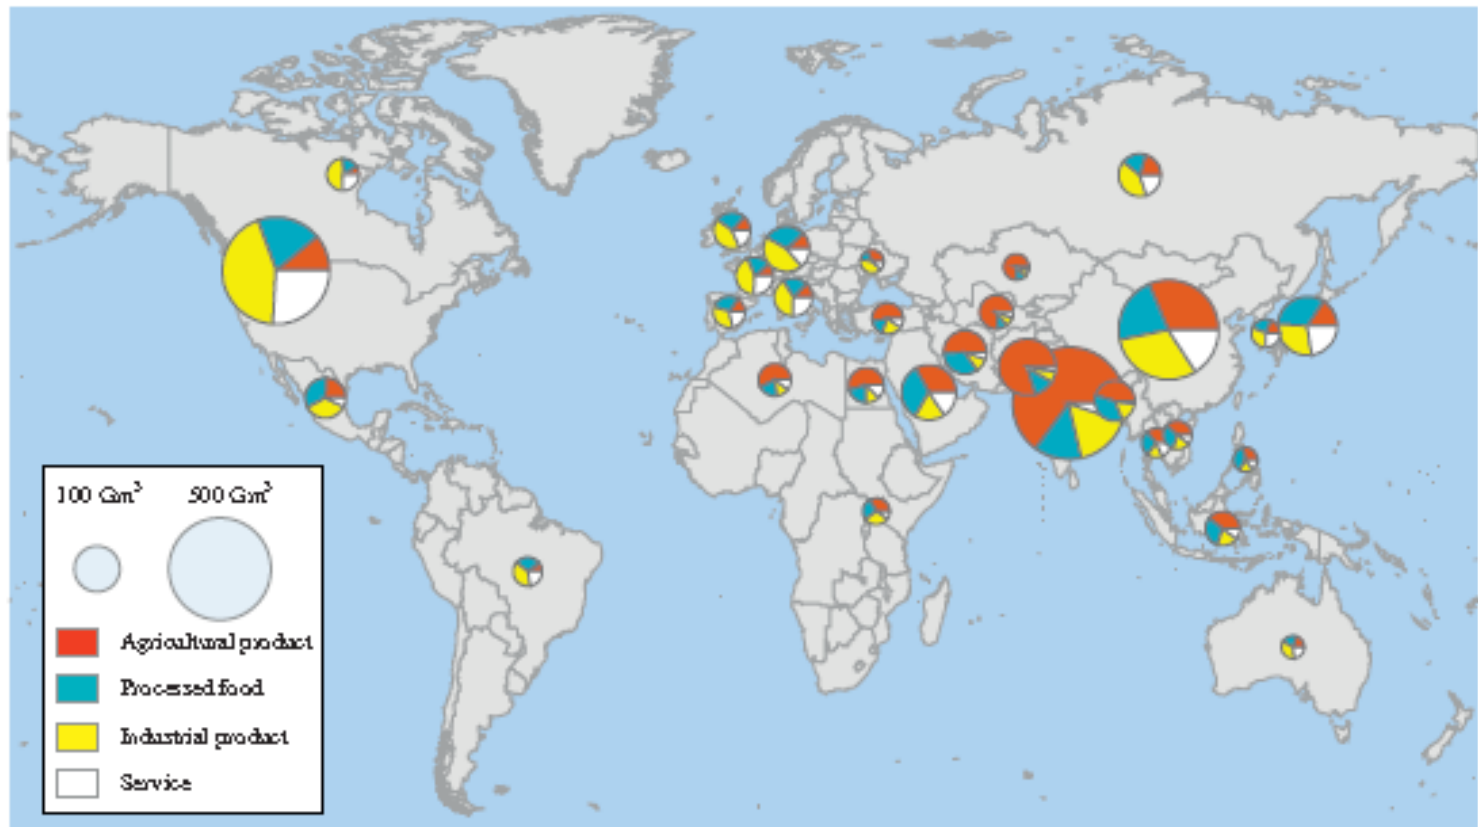 100 Gm³ 500 Gm³
Agricultural product
Processed food
Industrial product
Service